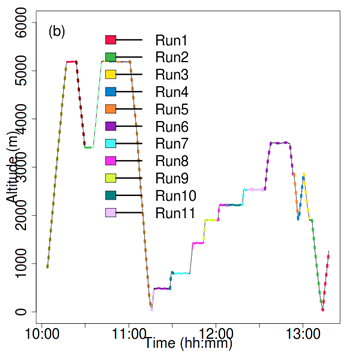 (b)
Run1
Run2
Run3
Run4
Run5
Run6
Run7
Run8
Run9
Run10
Run11
Altitude (m)
6000
5000
4000
3000
2000
1000
0
10:00
11:00
12:00
13:00
Time (hh:mm)